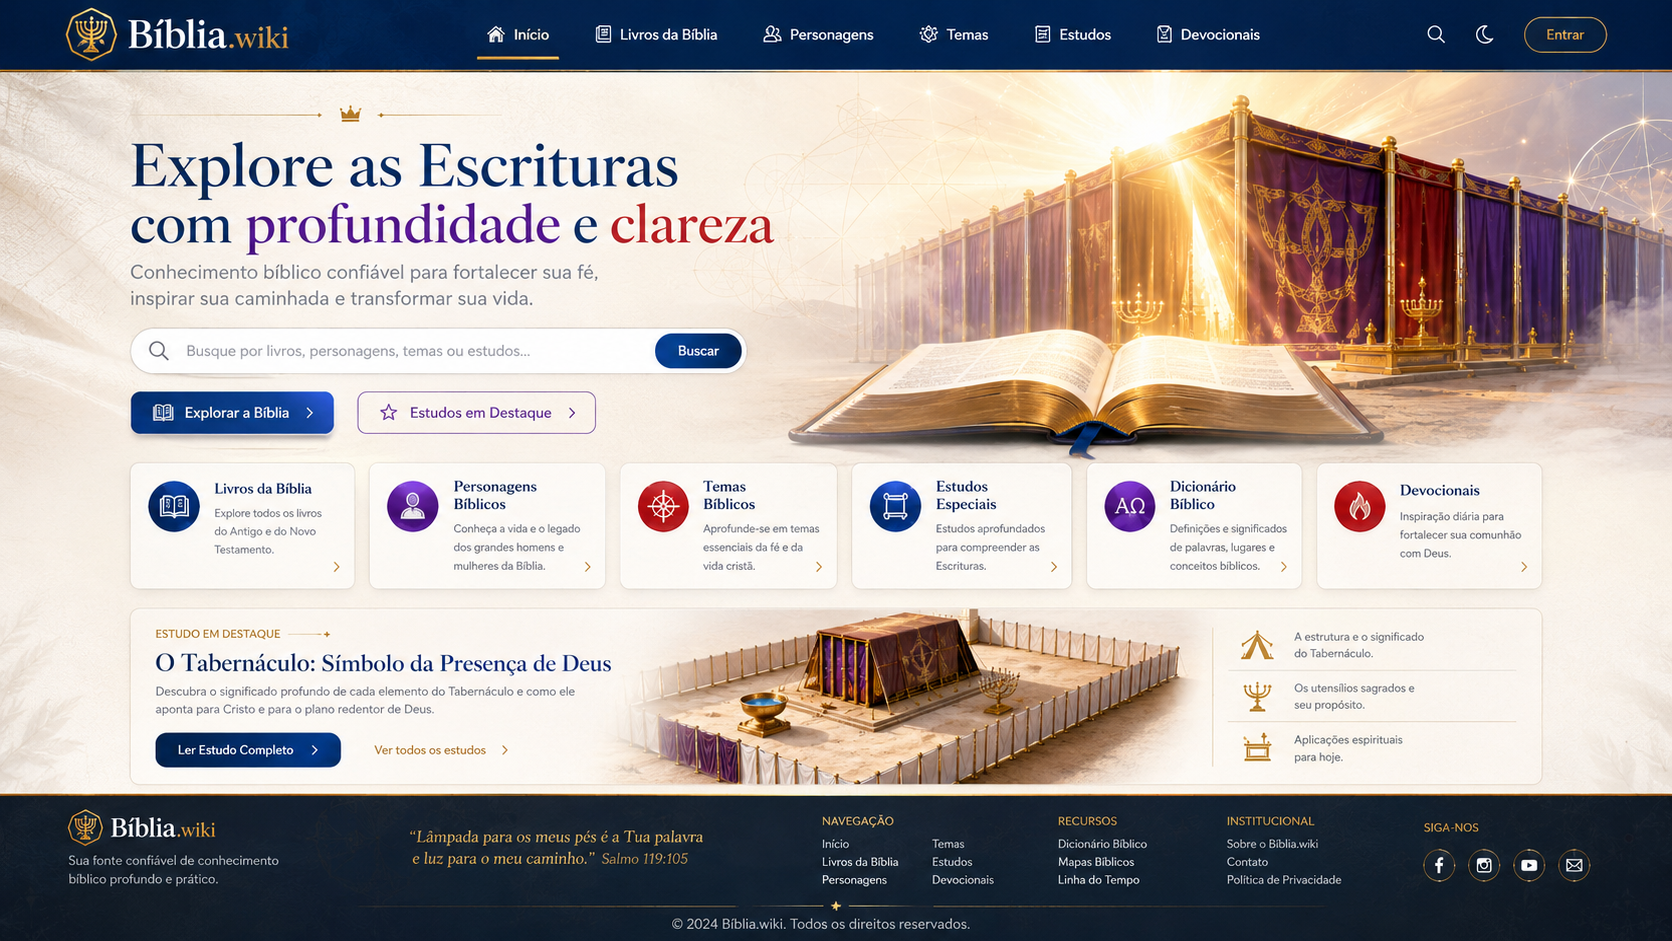 Bíblia.wiki
Início
Livros da Bíblia
Personagens
Temas
Estudos
Devocionais
Entrar
Explore as Escrituras
com profundidade e clareza
Conhecimento bíblico confiável para fortalecer sua fé,
inspirar sua caminhada e transformar sua vida.
Busque por livros, personagens, temas ou estudos...
Buscar
Explorar a Bíblia
Estudos em Destaque
Livros da Bíblia
Explore todos os livros
do Antigo e do Novo
Testamento.
Personagens
Bíblicos
Conheça a vida e o legado
dos grandes homens e
mulheres da Bíblia.
Temas
Bíblicos
Aprofunde-se em temas
essenciais da fé e da
vida cristã.
Estudos
Especiais
Estudos aprofundados
para compreender as
Escrituras.
ΑΩ
Dicionário
Bíblico
Definições e significados
de palavras, lugares e
conceitos bíblicos.
Devocionais
Inspiração diária para
fortalecer sua comunhão
com Deus.
ESTUDO EM DESTAQUE
O Tabernáculo: Símbolo da Presença de Deus
Descubra o significado profundo de cada elemento do Tabernáculo e como ele
aponta para Cristo e para o plano redentor de Deus.
Ler Estudo Completo
Ver todos os estudos
A estrutura e o significado
do Tabernáculo.
Os utensílios sagrados e
seu propósito.
Aplicações espirituais
para hoje.
Bíblia.wiki
Sua fonte confiável de conhecimento
bíblico profundo e prático.
“Lâmpada para os meus pés é a Tua palavra
e luz para o meu caminho.” Salmo 119:105
NAVEGAÇÃO
Início
Livros da Bíblia
Personagens
Temas
Estudos
Devocionais
RECURSOS
Dicionário Bíblico
Mapas Bíblicos
Linha do Tempo
INSTITUCIONAL
Sobre o Bíblia.wiki
Contato
Política de Privacidade
SIGA-NOS
© 2024 Bíblia.wiki. Todos os direitos reservados.